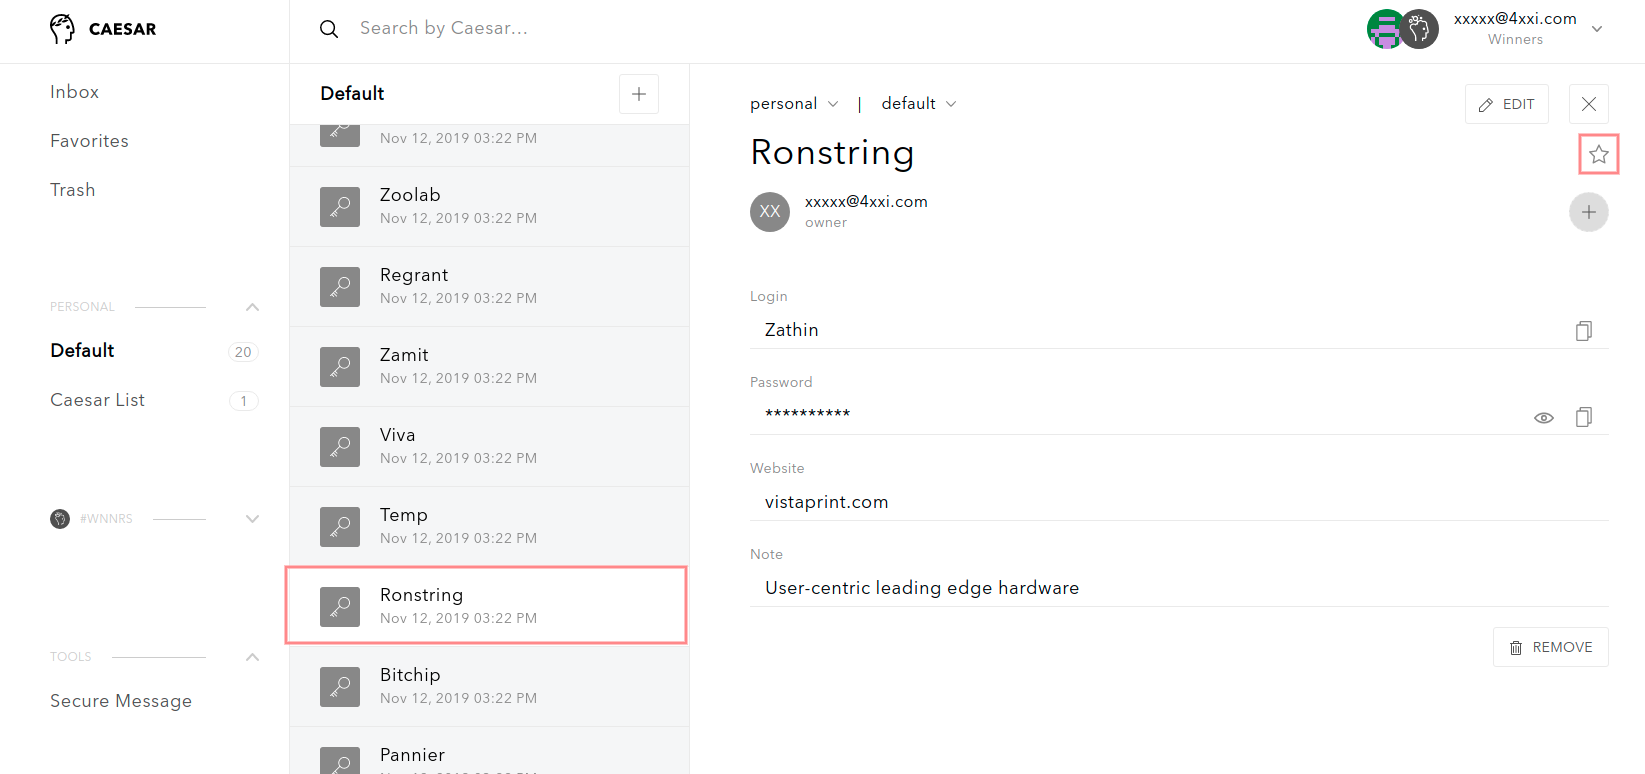 CAESAR
Search by Caesar...
xxxxx@4xxi.com
Winners
Inbox
Favorites
Trash
PERSONAL
Default
20
Caesar List
1
#WNNRS
TOOLS
Secure Message
Default
Nov 12, 2019 03:22 PM
Zoolab
Nov 12, 2019 03:22 PM
Regrant
Nov 12, 2019 03:22 PM
Zamit
Nov 12, 2019 03:22 PM
Viva
Nov 12, 2019 03:22 PM
Temp
Nov 12, 2019 03:22 PM
Ronstring
Nov 12, 2019 03:22 PM
Bitchip
Nov 12, 2019 03:22 PM
Pannier
personal | default
EDIT
Ronstring
XX
xxxxx@4xxi.com
owner
Login
Zathin
Password
**********
Website
vistaprint.com
Note
User-centric leading edge hardware
REMOVE